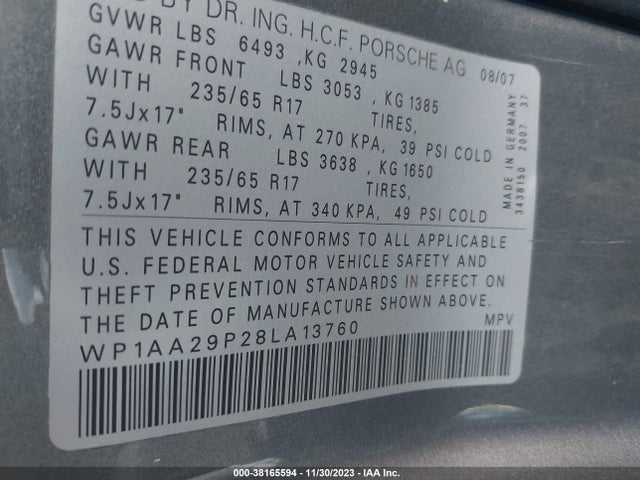 BY DR. ING. H.C.F. PORSCHE AG 08/07
GVWR LBS 6493 , KG 2945
GAWR FRONT LBS 3053 , KG 1385
WITH 235/65 R17 TIRES,
7.5Jx17" RIMS, AT 270 KPA, 39 PSI COLD
GAWR REAR LBS 3638 , KG 1650
WITH 235/65 R17 TIRES,
7.5Jx17" RIMS, AT 340 KPA, 49 PSI COLD
MADE IN GERMANY
3438150 2007 37
THIS VEHICLE CONFORMS TO ALL APPLICABLE
U.S. FEDERAL MOTOR VEHICLE SAFETY AND
THEFT PREVENTION STANDARDS IN EFFECT ON
THE DATE OF MANUFACTURE SHOWN ABOVE.
WP1AA29P28LA13760 MPV
000-38165594 - 11/30/2023 - IAA Inc.